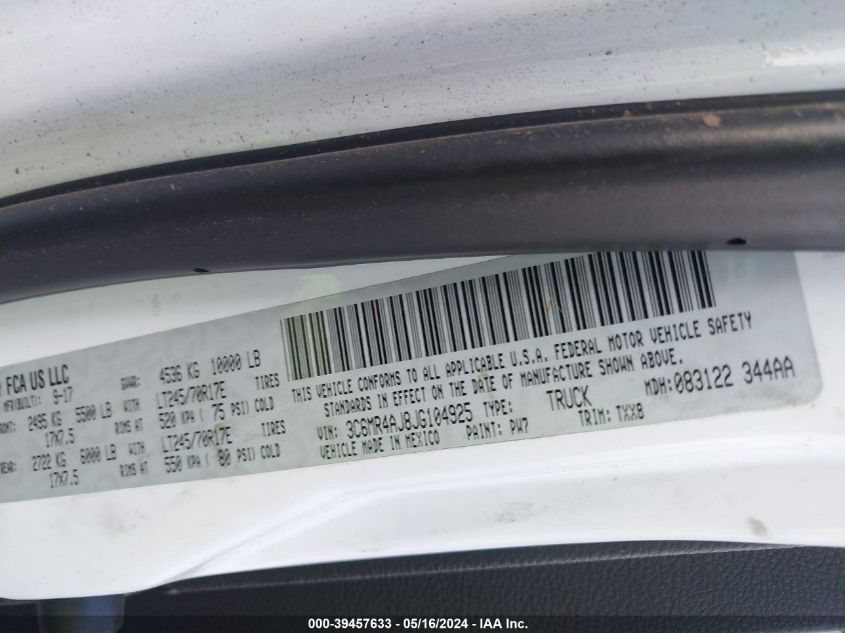 FCA US LLC GVWR: 4536 KG 10000 LB
MFR(BUILT): 9-17
2495 KG 5500 LB WITH LT245/70R17E TIRES
17X7.5 RIMS AT 520 KPA ( 75 PSI) COLD
REAR: 2722 KG 6000 LB WITH LT245/70R17E TIRES
17X7.5 RIMS AT 550 KPA ( 80 PSI) COLD
THIS VEHICLE CONFORMS TO ALL APPLICABLE U.S.A. FEDERAL MOTOR VEHICLE SAFETY
STANDARDS IN EFFECT ON THE DATE OF MANUFACTURE SHOWN ABOVE.
VIN: 3C6MR4AJ8JG104925 TYPE: TRUCK MDH:083122 344AA
VEHICLE MADE IN MEXICO PAINT: PW7 TRIM: TXX8
000-39457633 - 05/16/2024 - IAA Inc.